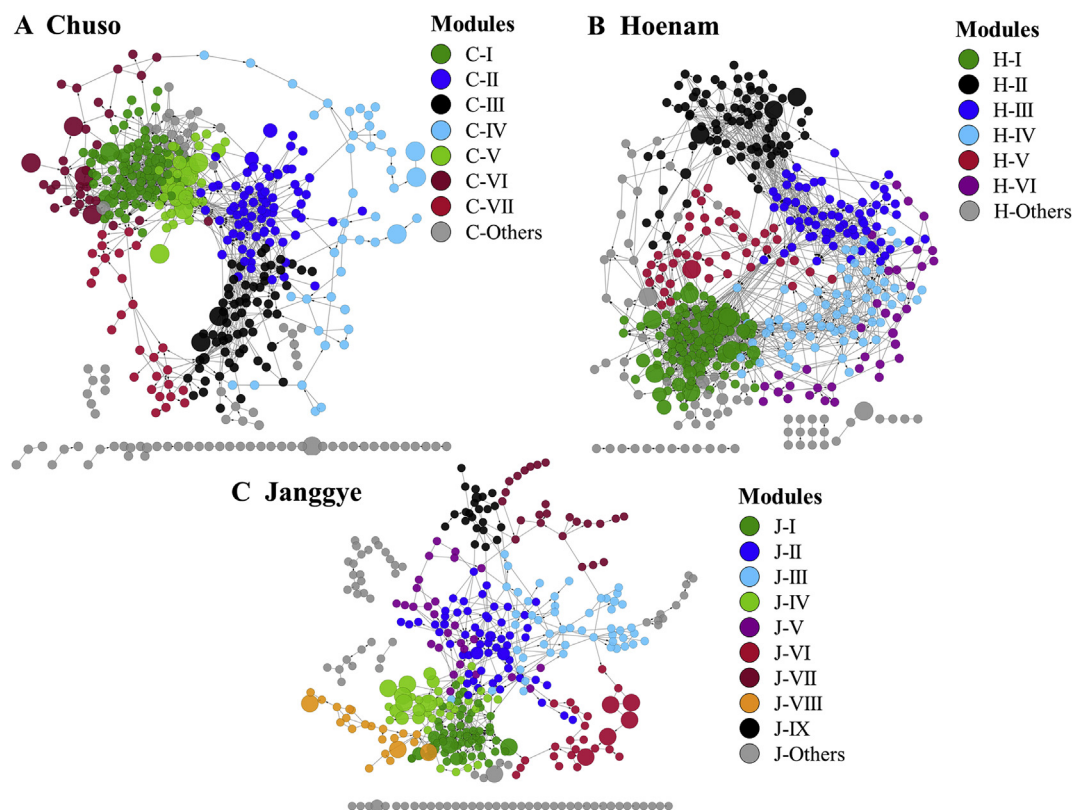 A Chuso
Modules
C-I
C-II
C-III
C-IV
C-V
C-VI
C-VII
C-Others
B Hoenam
Modules
H-I
H-II
H-III
H-IV
H-V
H-VI
H-Others
C Janggye
Modules
J-I
J-II
J-III
J-IV
J-V
J-VI
J-VII
J-VIII
J-IX
J-Others